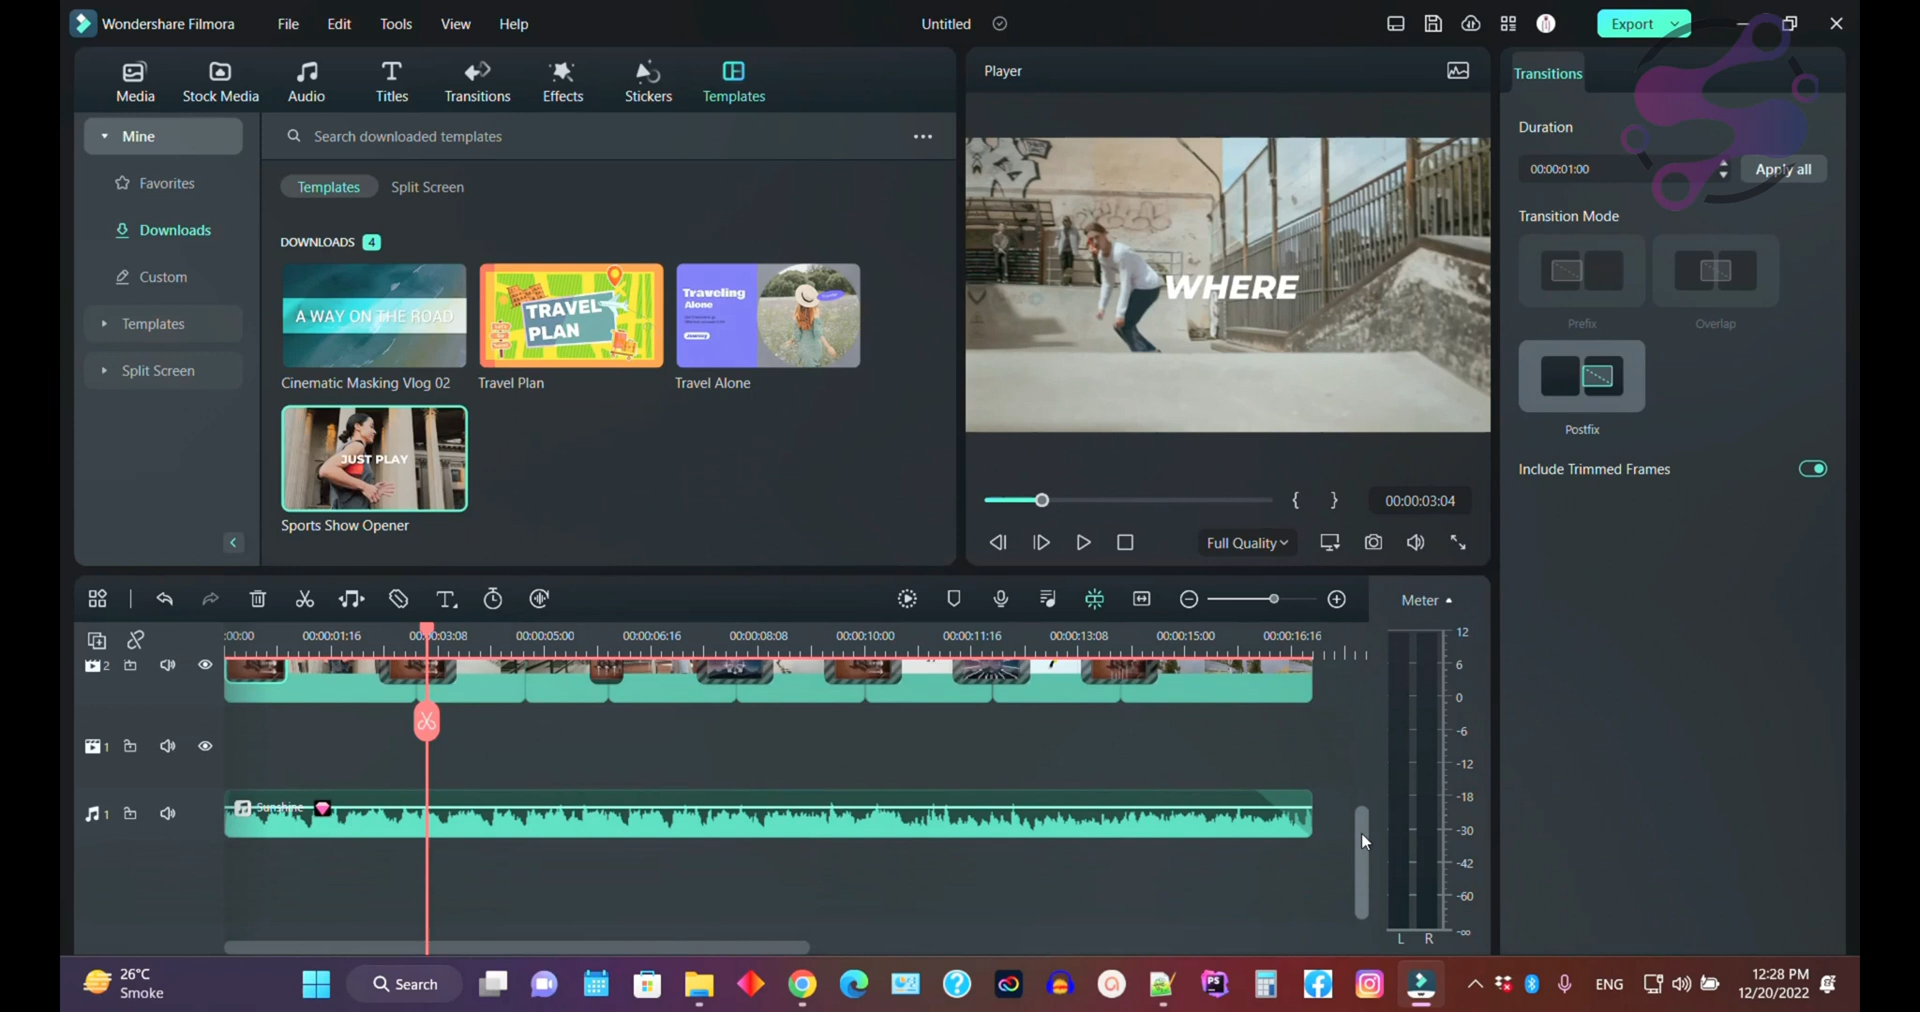 Wondershare Filmora File Edit Tools View Help Untitled Export
Media Stock Media Audio Titles Transitions Effects Stickers Templates
Mine
Favorites
Downloads
Custom
Templates
Split Screen
Search downloaded templates
Templates Split Screen
DOWNLOADS 4
A WAY ON THE ROAD
TRAVEL
PLAN
Traveling
Alone
Cinematic Masking Vlog 02 Travel Plan Travel Alone
JUST PLAY
Sports Show Opener
Player
WHERE
{ } 00:00:03:04
Full Quality
Transitions
Duration
00:00:01:00 Apply all
Transition Mode
Prefix Overlap
Postfix
Include Trimmed Frames
Meter
:00:00 00:00:01:16 00:00:03:08 00:00:05:00 00:00:06:16 00:00:08:08 00:00:10:00 00:00:11:16 00:00:13:08 00:00:15:00 00:00:16:16
2
1
1
Sunshine
12
6
0
-6
-12
-18
-30
-42
-60
-∞
L R
26°C
Smoke
Search
PS
ENG
12:28 PM
12/20/2022